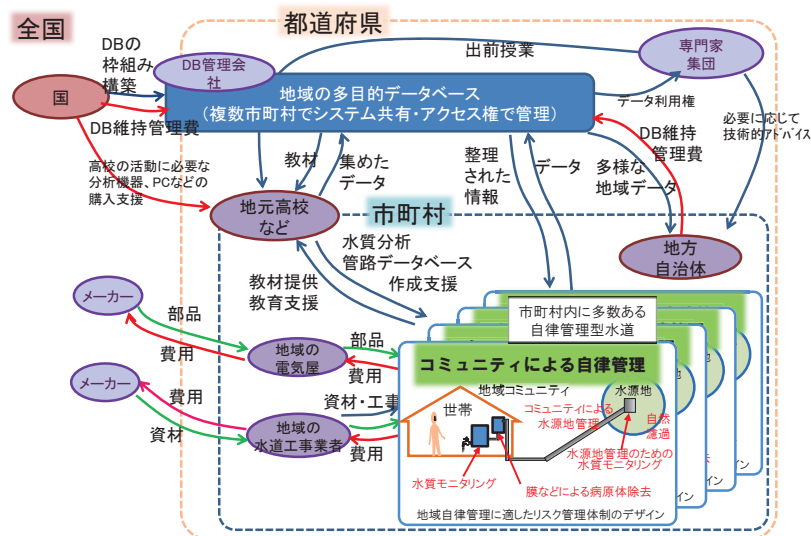 全国
都道府県
DBの
枠組み
構築
DB管理会
社
出前授業
専門家
集団
国
地域の多目的データベース
(複数市町村でシステム共有・アクセス権で管理)
データ利用権
DB維持管理費
必要に応じて
技術的アドバイス
DB維持
管理費
高校の活動に必要な
分析機器、PCなどの
購入支援
教材
集めた
データ
整理
された
情報
データ
多様な
地域データ
地元高校
など
市町村
地方
自治体
水質分析
管路データベース
作成支援
教材提供
教育支援
市町村内に多数ある
自律管理型水道
メーカー
部品
費用
地域の
電気屋
部品
費用
コミュニティによる自律管理
地域コミュニティ
水源地
世帯
コミュニティによる
水源地管理
自然
濾過
水源地管理のための
水質モニタリング
水質モニタリング
膜などによる病原体除去
地域自律管理に適したリスク管理体制のデザイン
メーカー
費用
資材
地域の
水道工事業者
資材・工事
費用
地
地
地
イン
イン
イン